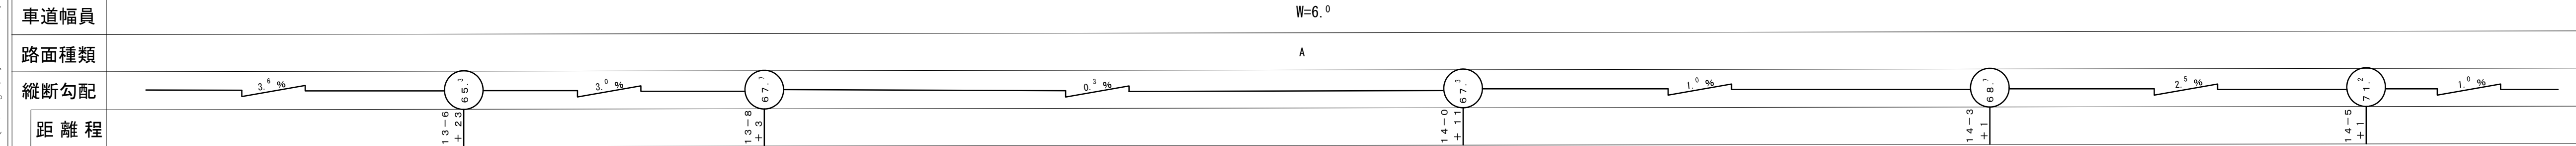 車道幅員 W=6.0
路面種類 A
縦断勾配 3.6 % 65.3 3.0 % 67.7 0.3 % 67.3 1.0 % 68.7 2.5 % 71.2 1.0 %
距離程 13-6 +23 13-8 +3 14-0 +11 14-3 +1 14-5 +1